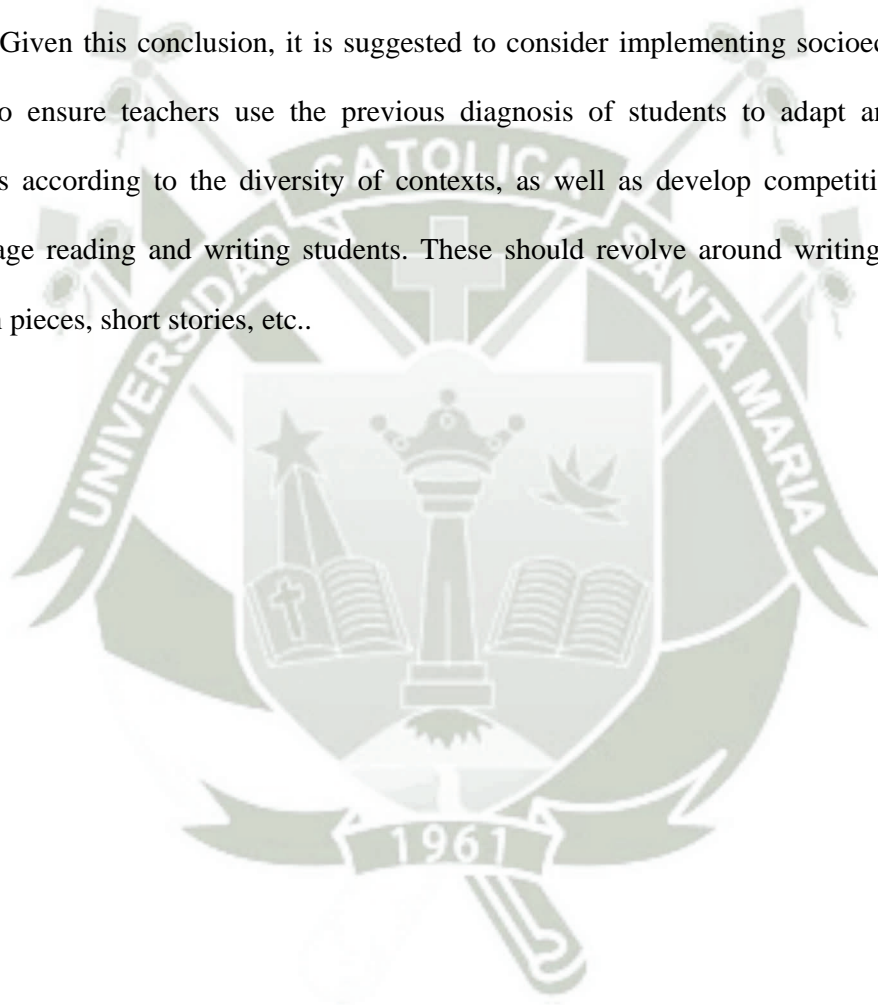 Given this conclusion, it is suggested to consider implementing socioec
o ensure teachers use the previous diagnosis of students to adapt ar
s according to the diversity of contexts, as well as develop competiti
age reading and writing students. These should revolve around writing
n pieces, short stories, etc..
UNIVERSIDAD CATOLICA SANTA MARIA
1961